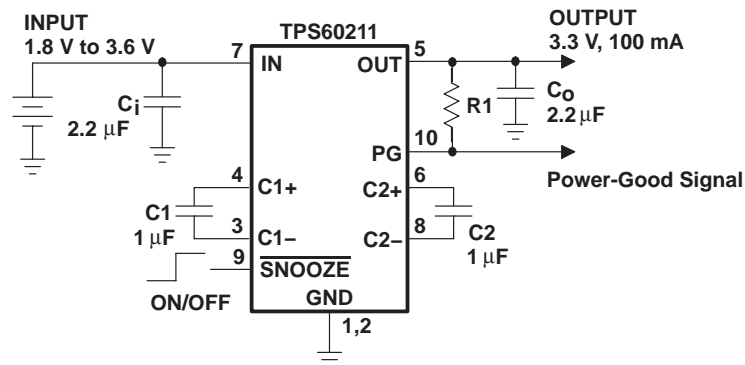 INPUT
1.8 V to 3.6 V
TPS60211
OUTPUT
3.3 V, 100 mA
7
IN
OUT
5
Ci
2.2 μF
R1
Co
2.2 μF
10
PG
Power-Good Signal
4
C1+
C2+
6
C1
1 μF
3
C1−
C2−
8
C2
1 μF
9
SNOOZE
ON/OFF
GND
1,2